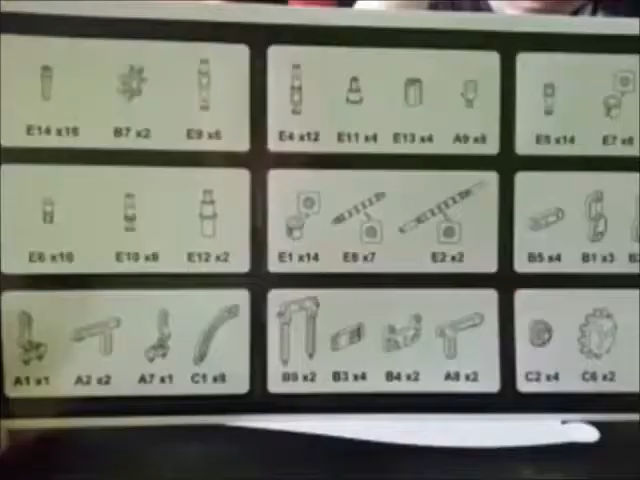 E14 x16 B7 x2 E9 x6
E4 x12 E11 x4 E13 x4 A9 x8
E5 x14 E7 x8
E6 x10 E10 x8 E12 x2
E1 x14 E8 x7 E2 x2
B5 x4 B1 x3
A1 x1 A2 x2 A7 x1 C1 x8
x2 B3 x4 B4 x2 A8 x2
C2 x4 C6 x2